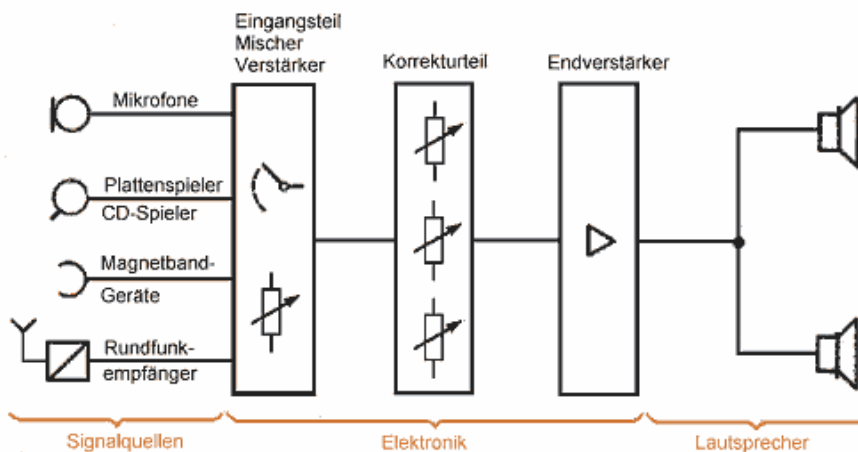 Eingangsteil
Mischer
Verstärker
Korrekturteil
Endverstärker
Mikrofone
Plattenspieler
CD-Spieler
Magnetband-
Geräte
Rundfunk-
empfänger
Signalquellen
Elektronik
Lautsprecher